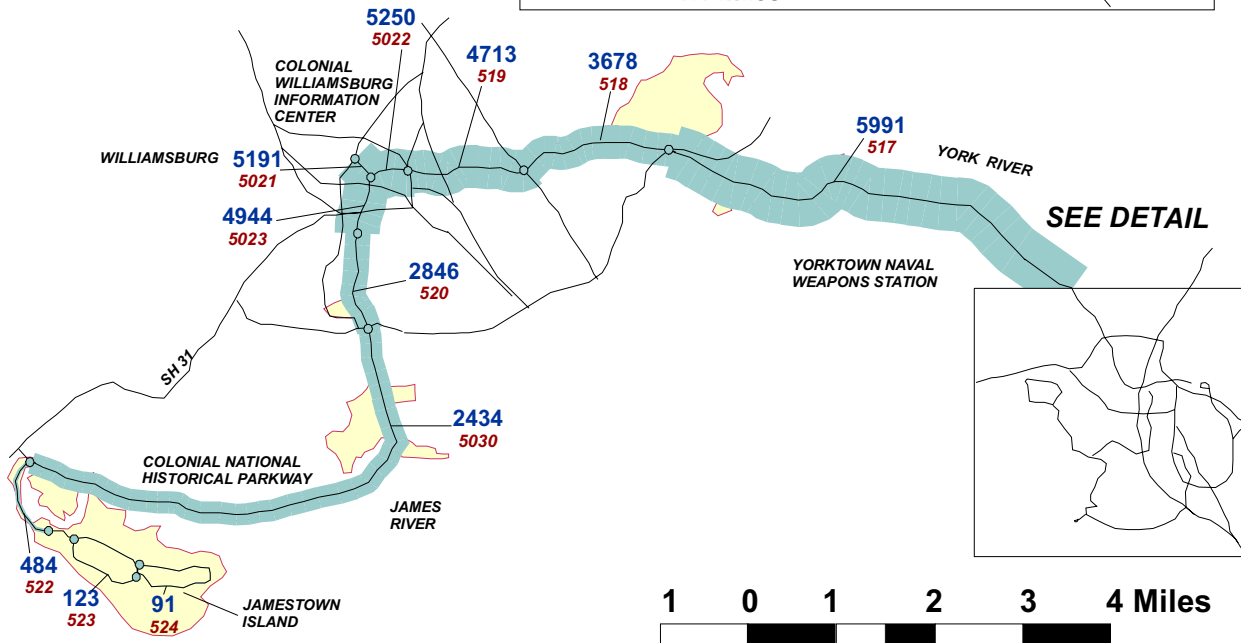 5250
5022
4713
519
3678
518
COLONIAL
WILLIAMSBURG
INFORMATION
CENTER
5991
517
WILLIAMSBURG
5191
5021
YORK RIVER
4944
5023
SEE DETAIL
2846
520
YORKTOWN NAVAL
WEAPONS STATION
SH 31
2434
5030
COLONIAL NATIONAL
HISTORICAL PARKWAY
JAMES
RIVER
484
522
123
523
91
524
JAMESTOWN
ISLAND
1 0 1 2 3 4 Miles